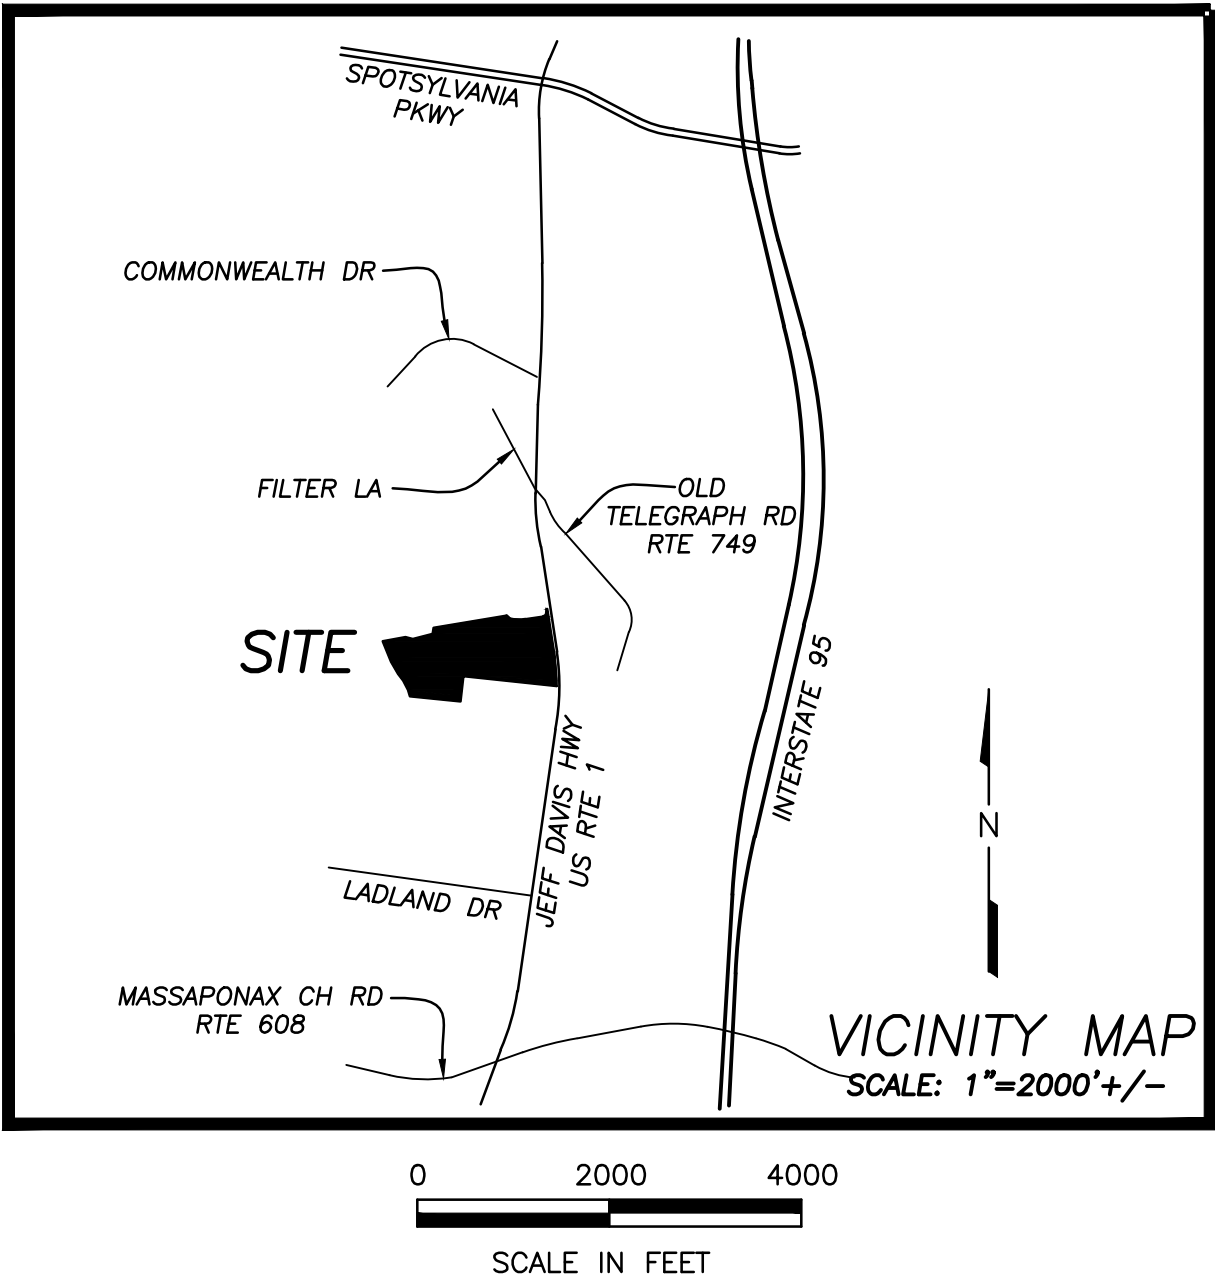 SPOTSYLVANIA
PKWY
COMMONWEALTH DR
FILTER LA
OLD
TELEGRAPH RD
RTE 749
SITE
INTERSTATE 95
JEFF DAVIS HWY
US RTE 1
N
LADLAND DR
MASSAPONAX CH RD
RTE 608
VICINITY MAP
SCALE: 1"=2000'+/-
0 2000 4000
SCALE IN FEET